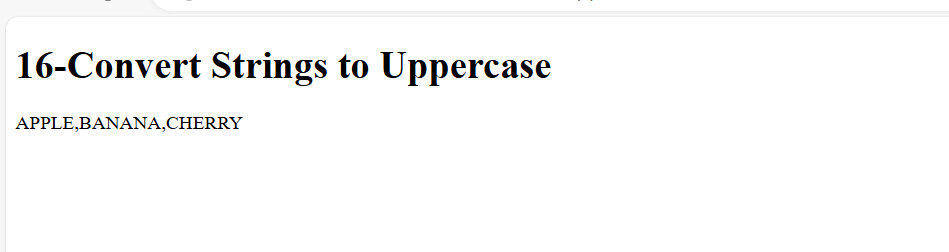 16-Convert Strings to Uppercase
APPLE,BANANA,CHERRY